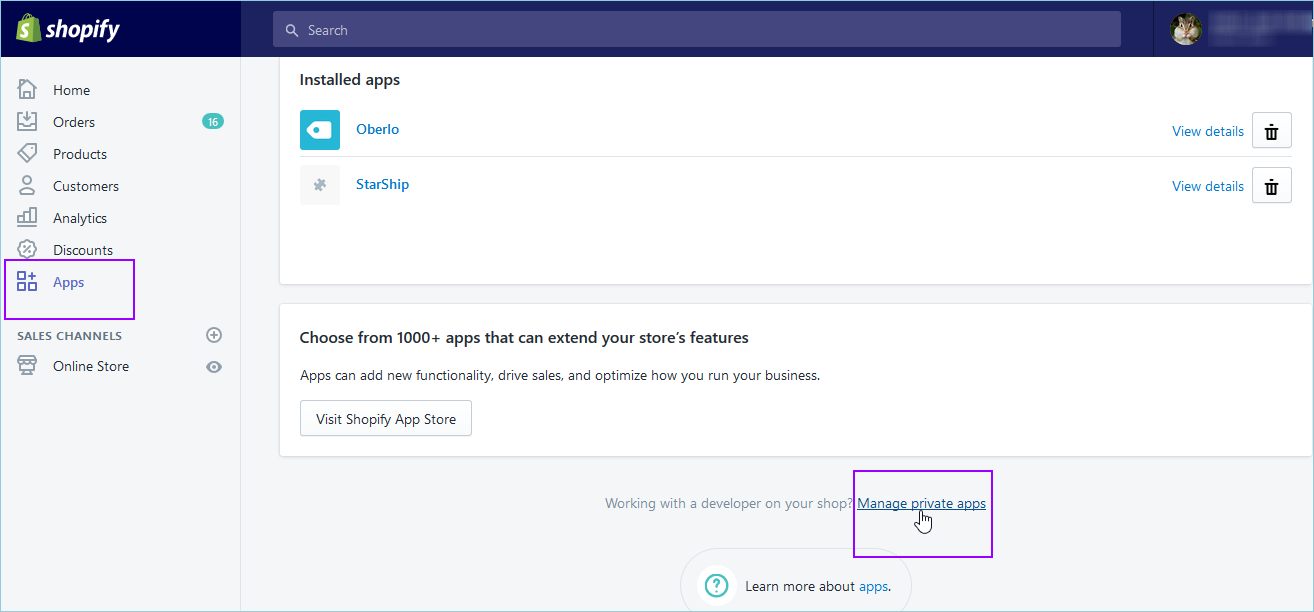 shopify
Search
Home
Orders 16
Products
Customers
Analytics
Discounts
Apps
SALES CHANNELS
Online Store
Installed apps
Oberlo View details
StarShip View details
Choose from 1000+ apps that can extend your store's features
Apps can add new functionality, drive sales, and optimize how you run your business.
Visit Shopify App Store
Working with a developer on your shop? Manage private apps
? Learn more about apps.